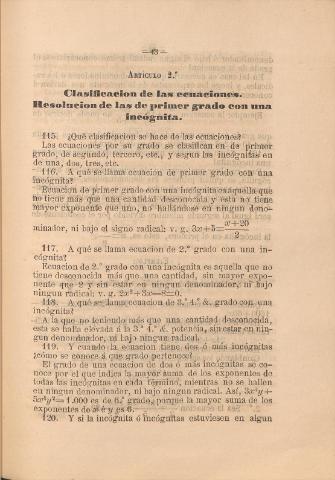 —43—
ARTÍCULO 2.º
Clasificacion de las ecuaciones.
Resolucion de las de primer grado con una
incógnita.
115. ¿Qué clasificacion se hace de las ecuaciones?
Las ecuaciones por su grado se clasifican en de primer
grado, de segundo, tercero, etc., y segun las incógnitas en
de una, dos, tres, etc.
116. A qué se llama ecuacion de primer grado con una
incógnita?
Ecuacion de primer grado con una incógnita es aquella que
no tiene más que una cantidad desconocida y esta no tiene
mayor exponente que uno, no hallándose en ningun denominador,
minador, ni bajo el signo radical: v. g. 3x+5=x+20/2
117. A qué se llama ecuacion de 2.º grado con una in-
cógnita?
Ecuacion de 2.º grado con una incógnita es aquella que no
tiene desconocida más que una cantidad, sin mayor expo-
nente que 2 y sin estar en ningun denominador, ni bajo
ningun radical: v. g. 2x²+3x—8=0.
118. A qué se llama ecuacion de 3.º 4.º &. grado con una
incógnita?
A la que no teniendo más que una cantidad desconocida,
esta se halla elevada á la 3.ª 4.ª &. potencia, sin estar en nin-
gun denominador, ni bajo ningun radical.
119. Y cuando la ecuacion tiene dos ó más incógnitas
¿cómo se conoce á que grado pertenece?
El grado de una ecuacion de dos ó más incógnitas se co-
noce por el que indica la mayor suma de los exponentes de
todas las incógnitas en cada término, mientras no se hallen
en ningun denominador, ni bajo ningun radical. Así,
es de 6.º grado, porque la mayor suma de los
exponentes de x é y es 6.
120. Y si la incógnita ó incógnitas estuviesen en algun